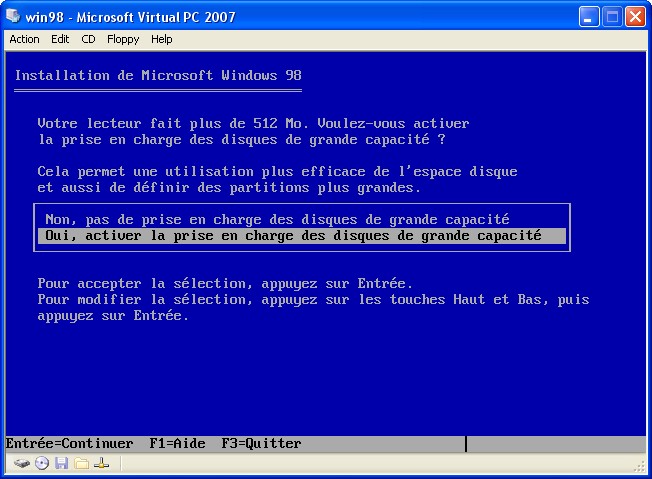 win98 - Microsoft Virtual PC 2007
Action Edit CD Floppy Help
Installation de Microsoft Windows 98
Votre lecteur fait plus de 512 Mo. Voulez-vous activer
la prise en charge des disques de grande capacité ?
Cela permet une utilisation plus efficace de l'espace disque
et aussi de définir des partitions plus grandes.
Non, pas de prise en charge des disques de grande capacité
Oui, activer la prise en charge des disques de grande capacité
Pour accepter la sélection, appuyez sur Entrée.
Pour modifier la sélection, appuyez sur les touches Haut et Bas, puis
appuyez sur Entrée.
Entrée=Continuer F1=Aide F3=Quitter